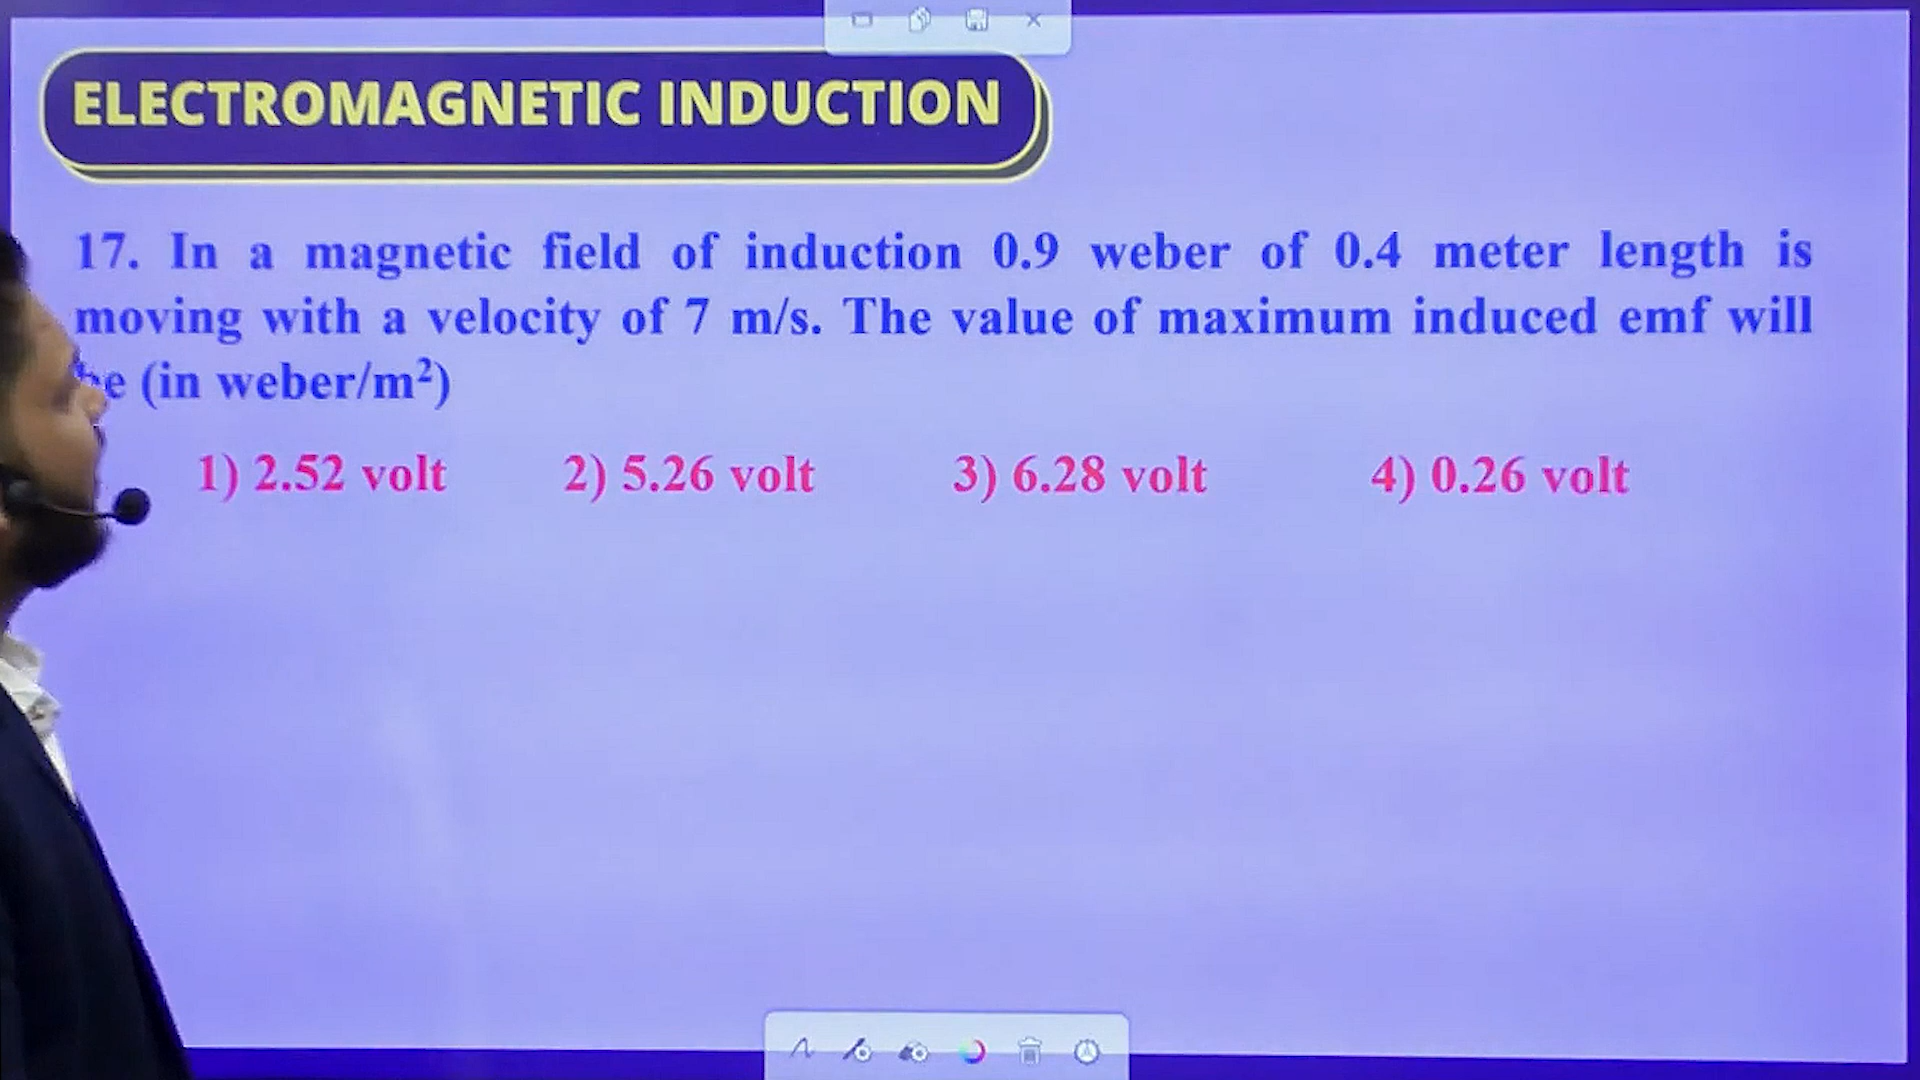 ELECTROMAGNETIC INDUCTION
17. In a magnetic field of induction 0.9 weber of 0.4 meter length is
moving with a velocity of 7 m/s. The value of maximum induced emf will
be (in weber/m²)
1) 2.52 volt 2) 5.26 volt 3) 6.28 volt 4) 0.26 volt